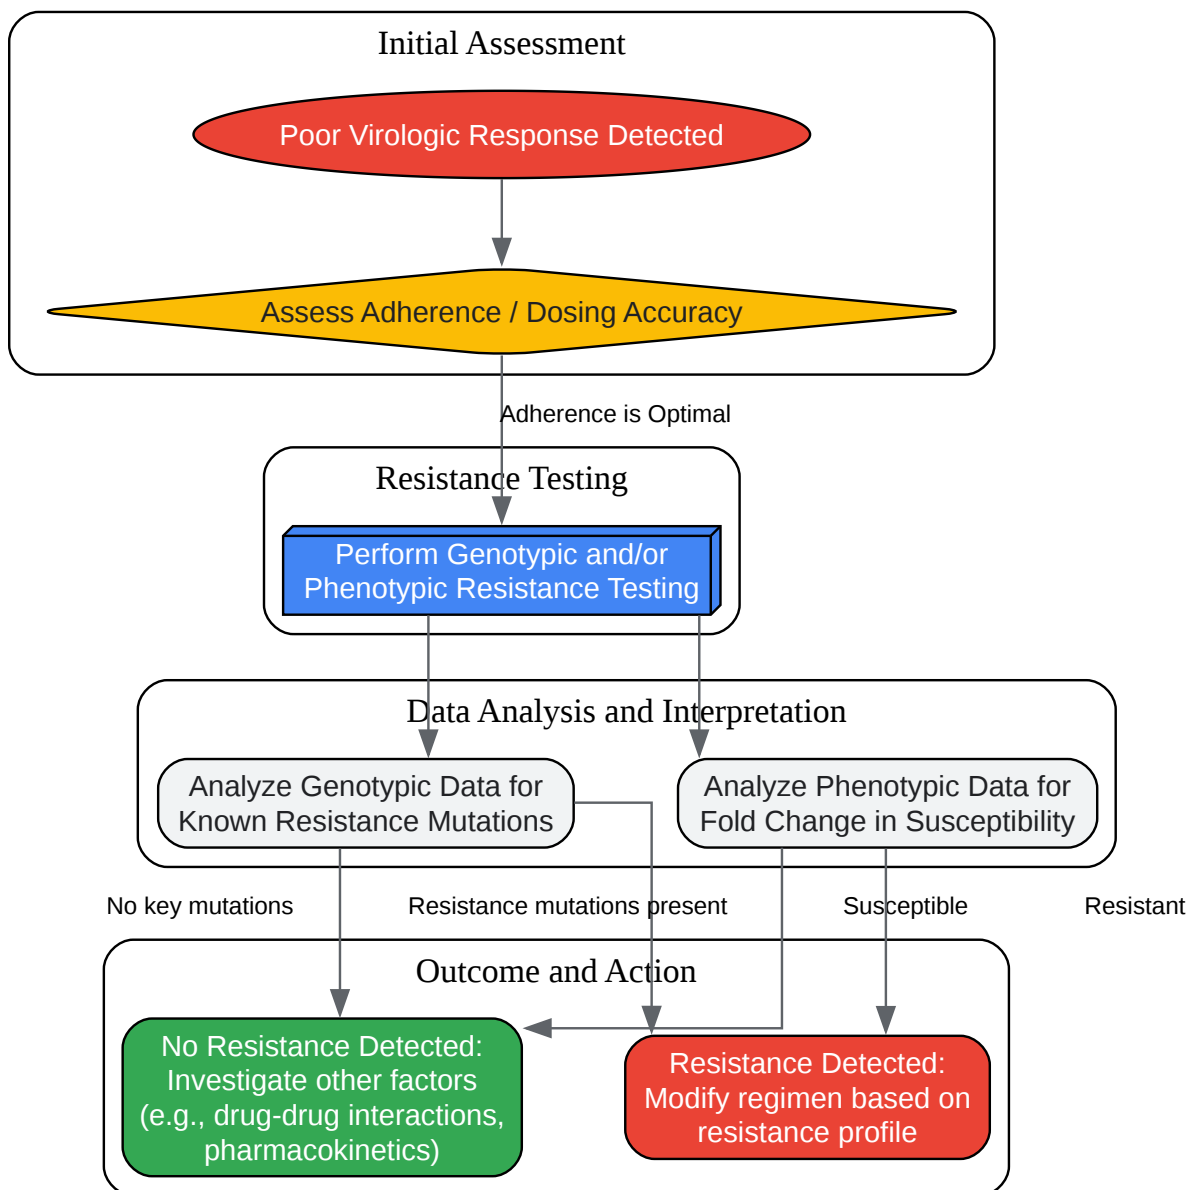 Initial Assessment
Poor Virologic Response Detected
Assess Adherence / Dosing Accuracy
Adherence is Optimal
Resistance Testing
Perform Genotypic and/or
Phenotypic Resistance Testing
Data Analysis and Interpretation
Analyze Genotypic Data for
Known Resistance Mutations
Analyze Phenotypic Data for
Fold Change in Susceptibility
No key mutations
Resistance mutations present
Susceptible
Resistant
Outcome and Action
No Resistance Detected:
Investigate other factors
(e.g., drug-drug interactions,
pharmacokinetics)
Resistance Detected:
Modify regimen based on
resistance profile